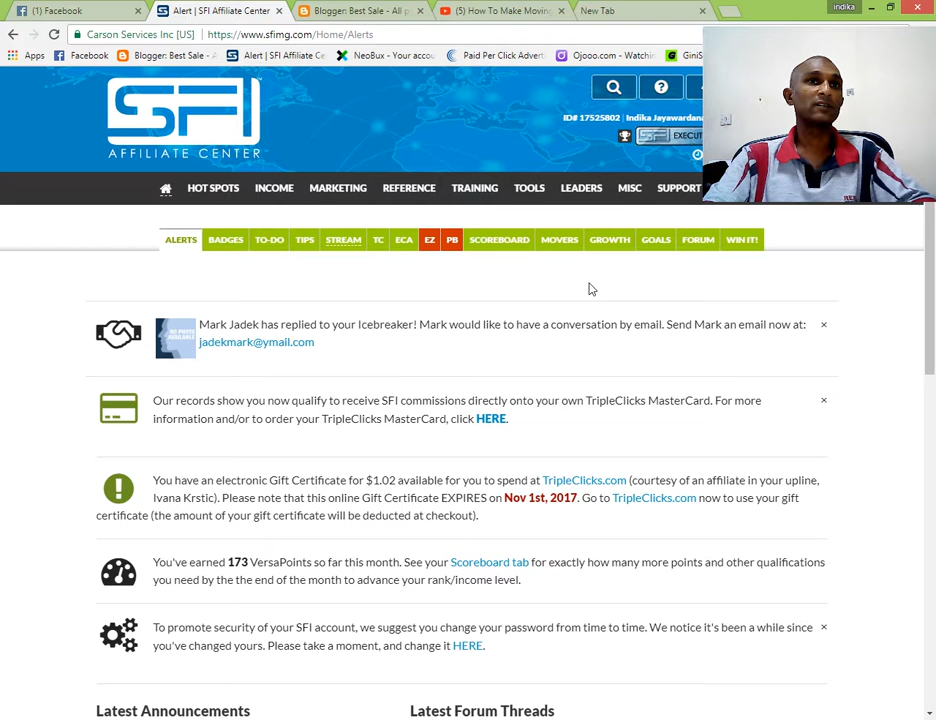 (1) Facebook
Alert | SFI Affiliate Center
Blogger: Best Sale - All p
(5) How To Make Moving
New Tab
indika
Carson Services Inc [US]
https://www.sfimg.com/Home/Alerts
Apps
Facebook
Blogger: Best Sale -
Alert | SFI Affiliate Ce
NeoBux - Your accou
Paid Per Click Advert
Ojooo.com - Watchin
GiniS
SFI
AFFILIATE CENTER
ID# 17525802 | Indika Jayawardan
SFI EXECUT
HOT SPOTS
INCOME
MARKETING
REFERENCE
TRAINING
TOOLS
LEADERS
MISC
SUPPORT
ALERTS
BADGES
TO-DO
TIPS
STREAM
TC
ECA
EZ
PB
SCOREBOARD
MOVERS
GROWTH
GOALS
FORUM
WIN IT!
Mark Jadek has replied to your Icebreaker! Mark would like to have a conversation by email. Send Mark an email now at:
jadekmark@ymail.com
Our records show you now qualify to receive SFI commissions directly onto your own TripleClicks MasterCard. For more
information and/or to order your TripleClicks MasterCard, click HERE.
You have an electronic Gift Certificate for $1.02 available for you to spend at TripleClicks.com (courtesy of an affiliate in your upline,
Ivana Krstic). Please note that this online Gift Certificate EXPIRES on Nov 1st, 2017. Go to TripleClicks.com now to use your gift
certificate (the amount of your gift certificate will be deducted at checkout).
You've earned 173 VersaPoints so far this month. See your Scoreboard tab for exactly how many more points and other qualifications
you need by the the end of the month to advance your rank/income level.
To promote security of your SFI account, we suggest you change your password from time to time. We notice it's been a while since
you've changed yours. Please take a moment, and change it HERE.
Latest Announcements
Latest Forum Threads